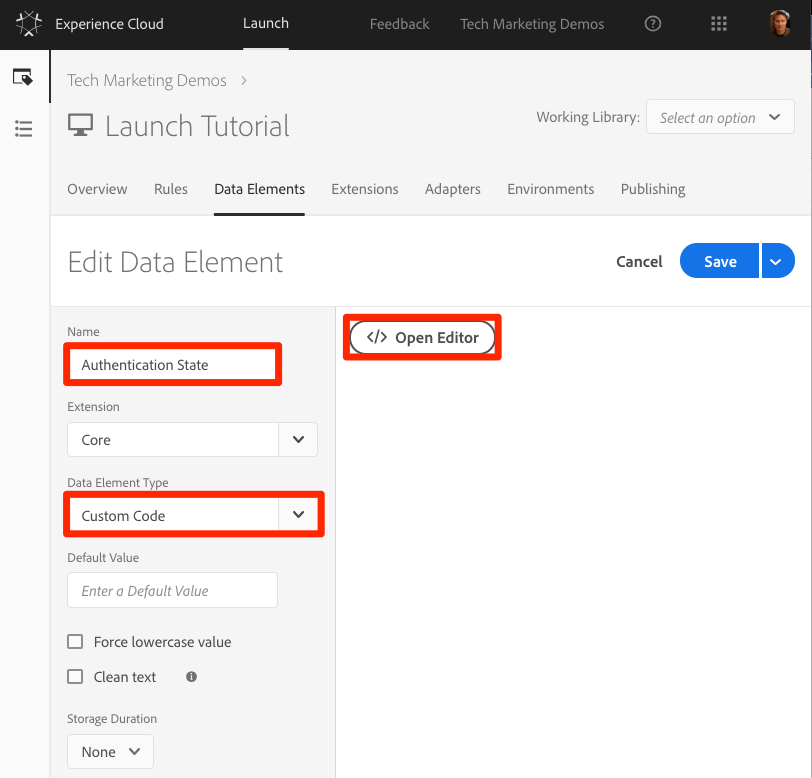 Experience Cloud Launch Feedback Tech Marketing Demos ?
Tech Marketing Demos >
Launch Tutorial
Working Library: Select an option
Overview Rules Data Elements Extensions Adapters Environments Publishing
Edit Data Element
Cancel Save
Name
Authentication State
</> Open Editor
Extension
Core
Data Element Type
Custom Code
Default Value
Enter a Default Value
Force lowercase value
Clean text i
Storage Duration
None